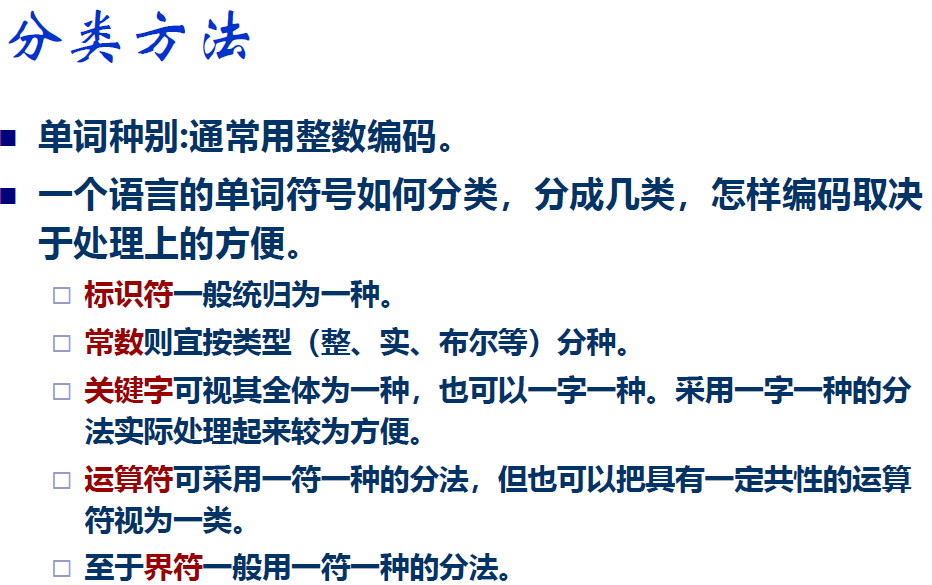 分类方法
单词种别:通常用整数编码。
一个语言的单词符号如何分类，分成几类，怎样编码取决
于处理上的方便。
标识符一般统归为一种。
常数则宜按类型（整、实、布尔等）分种。
关键字可视其全体为一种，也可以一字一种。采用一字一种的分
法实际处理起来较为方便。
运算符可采用一符一种的分法，但也可以把具有一定共性的运算
符视为一类。
至于界符一般用一符一种的分法。